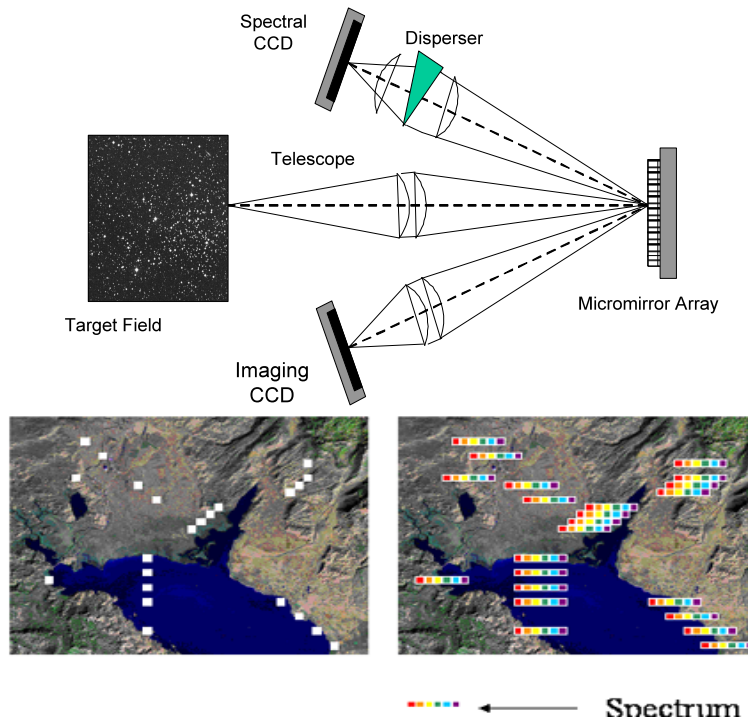 Spectral
CCD
Disperser
Telescope
Target Field
Micromirror Array
Imaging
CCD
Spectrum